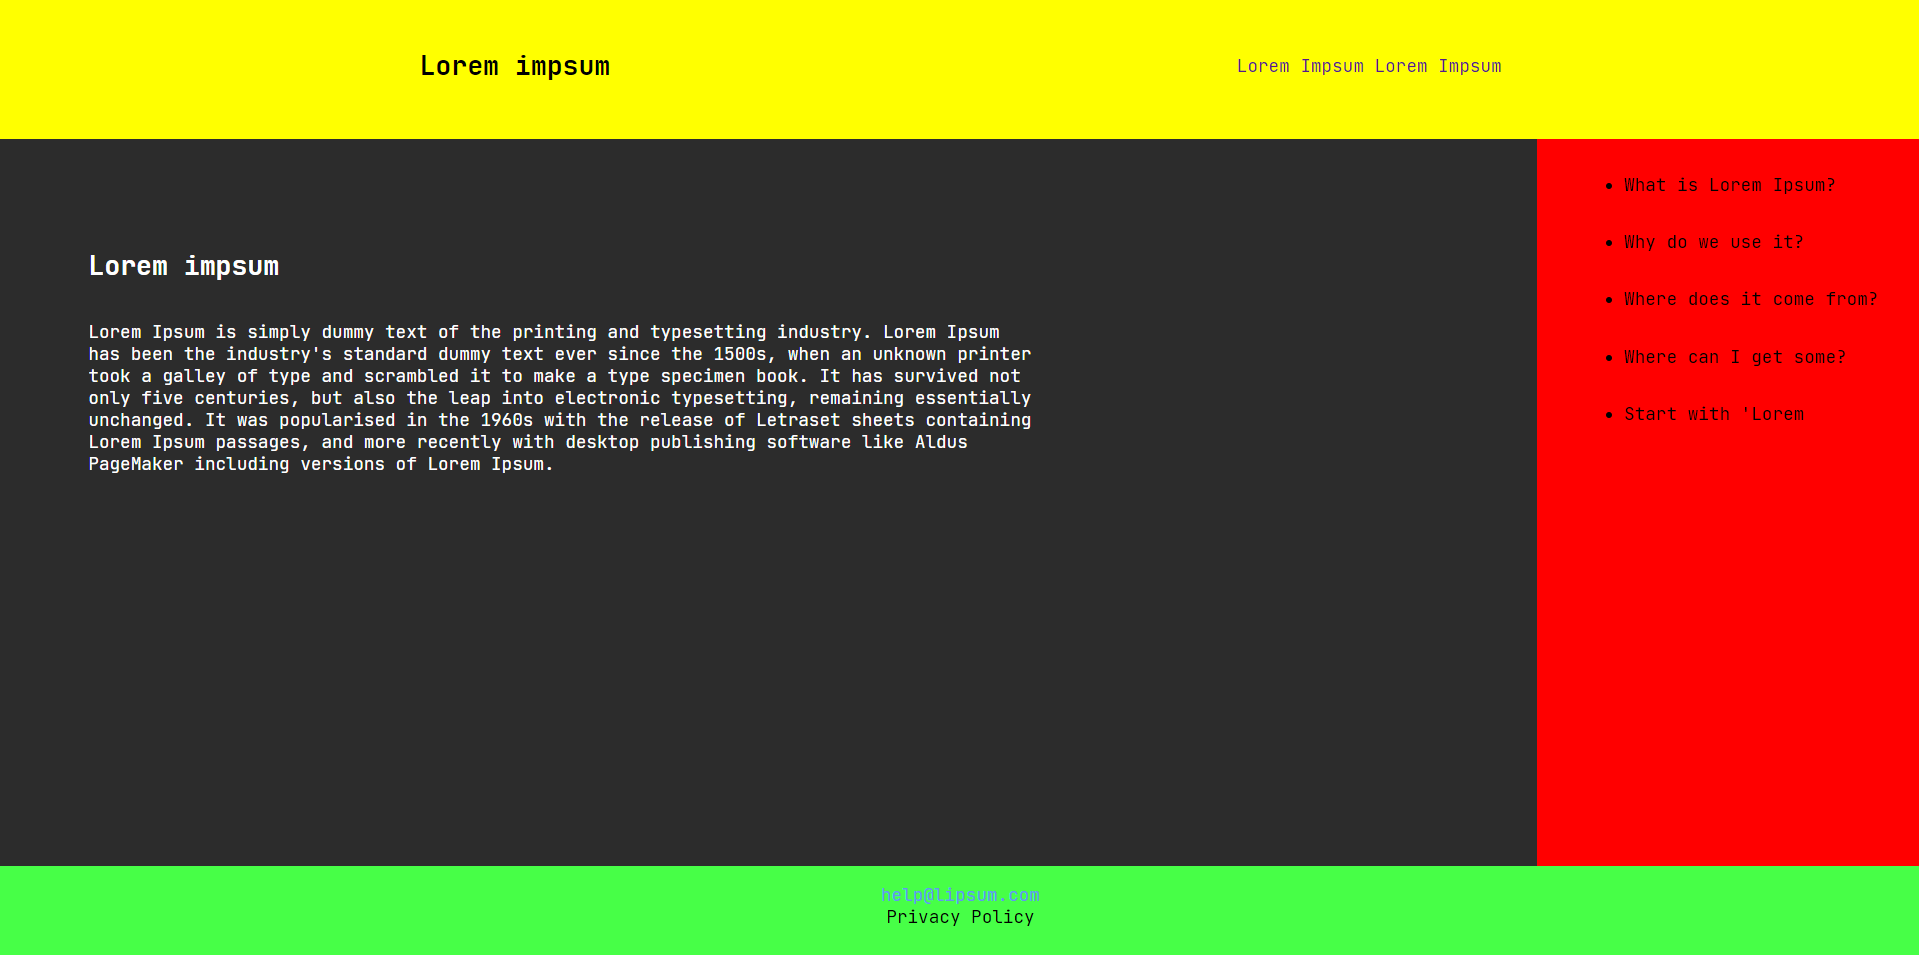 Lorem impsum
Lorem Impsum Lorem Impsum
Lorem impsum
Lorem Ipsum is simply dummy text of the printing and typesetting industry. Lorem Ipsum
has been the industry's standard dummy text ever since the 1500s, when an unknown printer
took a galley of type and scrambled it to make a type specimen book. It has survived not
only five centuries, but also the leap into electronic typesetting, remaining essentially
unchanged. It was popularised in the 1960s with the release of Letraset sheets containing
Lorem Ipsum passages, and more recently with desktop publishing software like Aldus
PageMaker including versions of Lorem Ipsum.
• What is Lorem Ipsum?
• Why do we use it?
• Where does it come from?
• Where can I get some?
• Start with 'Lorem
help@lipsum.com
Privacy Policy